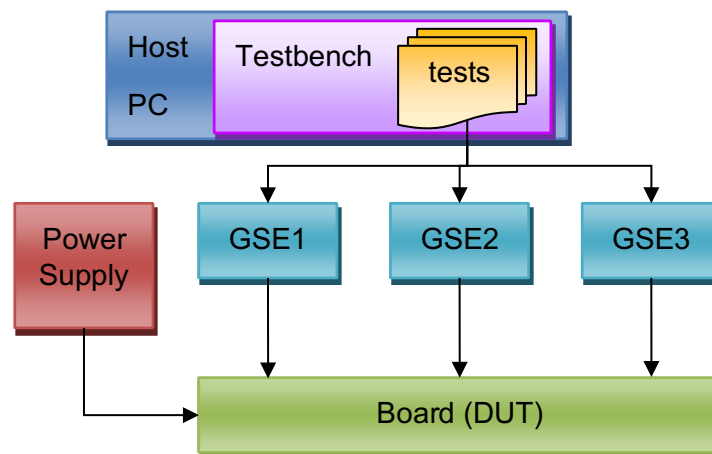 Host
PC
Testbench
tests
Power
Supply
GSE1
GSE2
GSE3
Board (DUT)